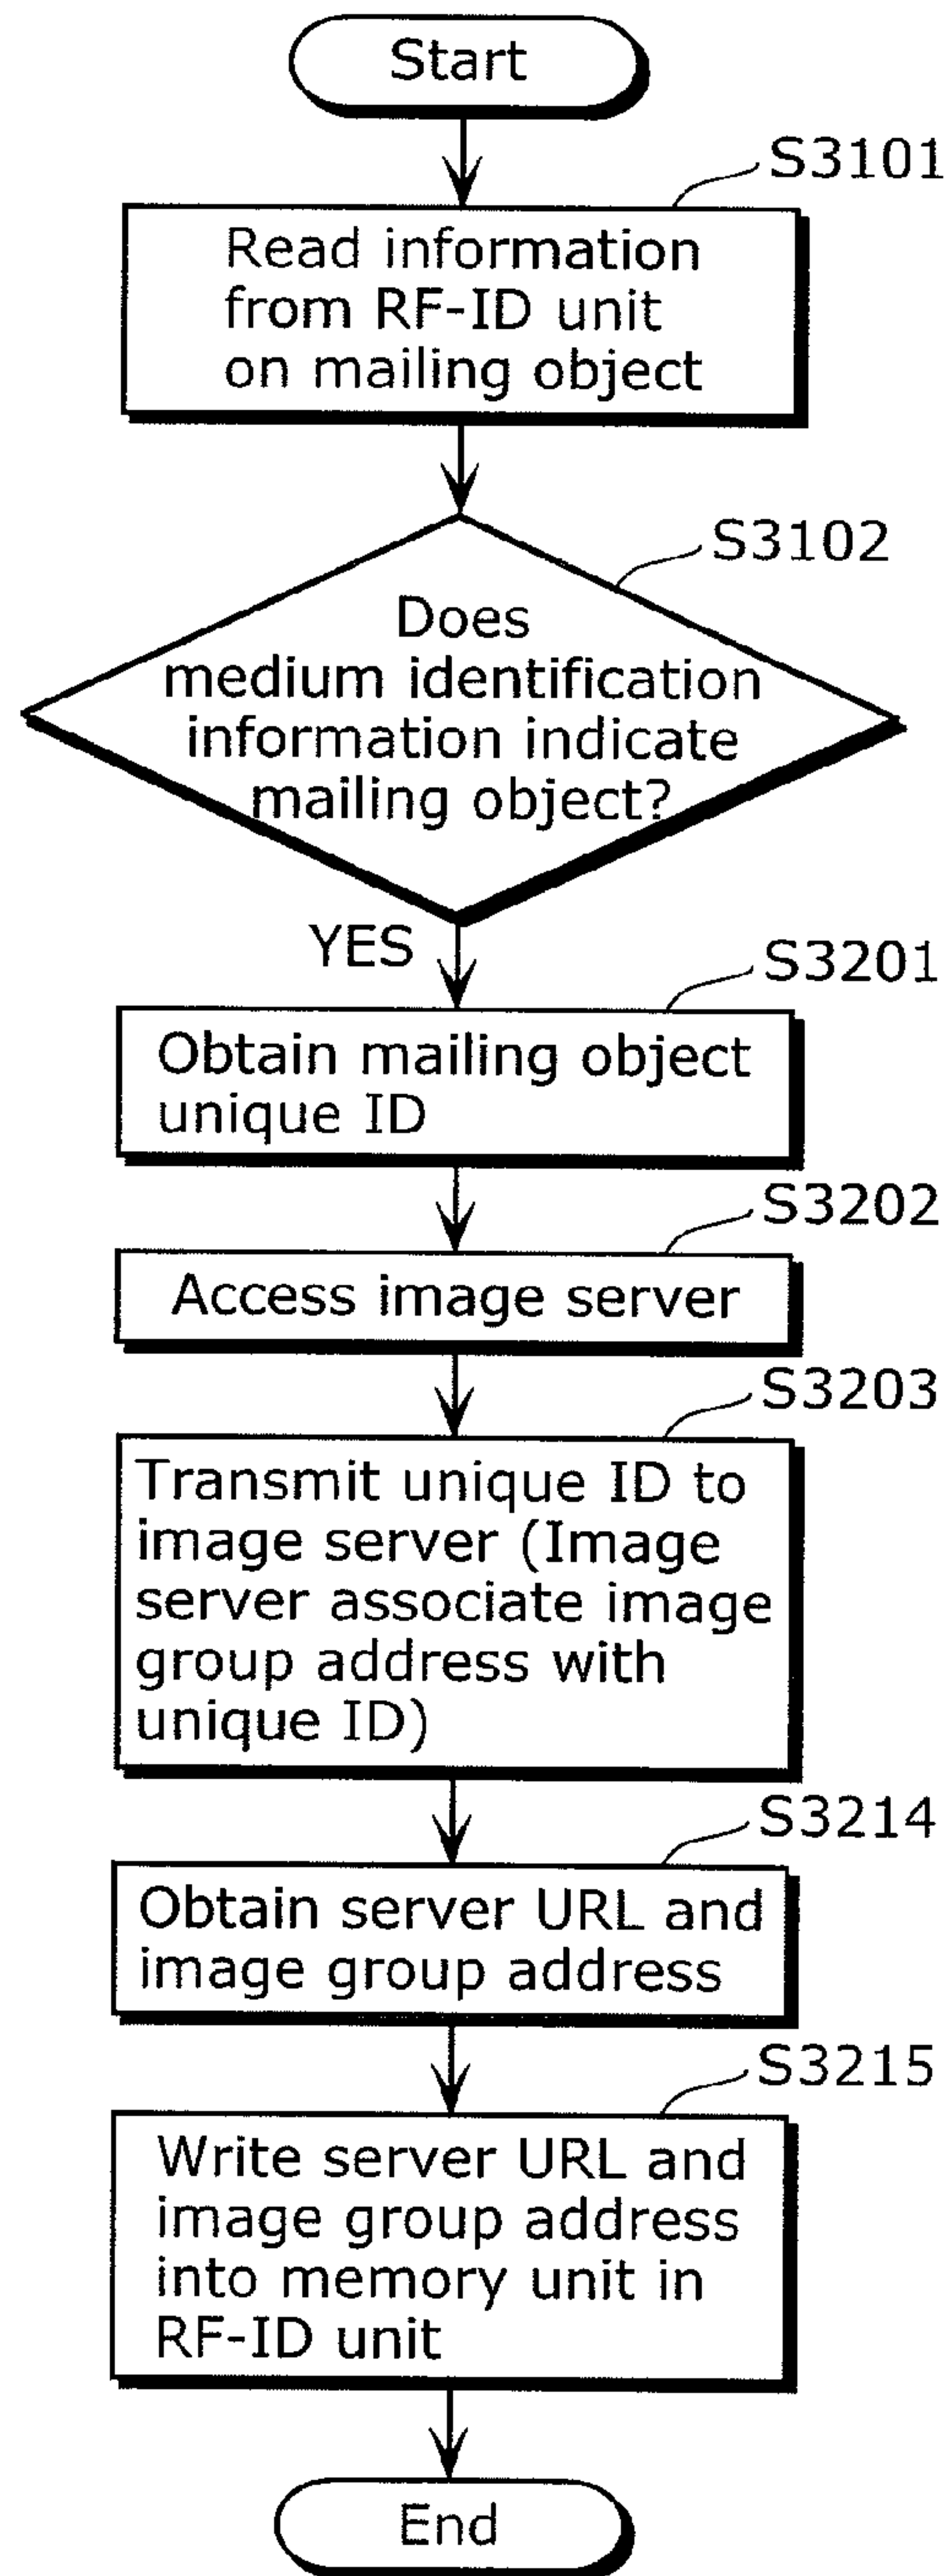 Start
S3101
Read information
from RF-ID unit
on mailing object
S3102
Does
medium identification
information indicate
mailing object?
YES
S3201
Obtain mailing object
unique ID
S3202
Access image server
S3203
Transmit unique ID to
image server (Image
server associate image
group address with
unique ID)
S3214
Obtain server URL and
image group address
S3215
Write server URL and
image group address
into memory unit in
RF-ID unit
End